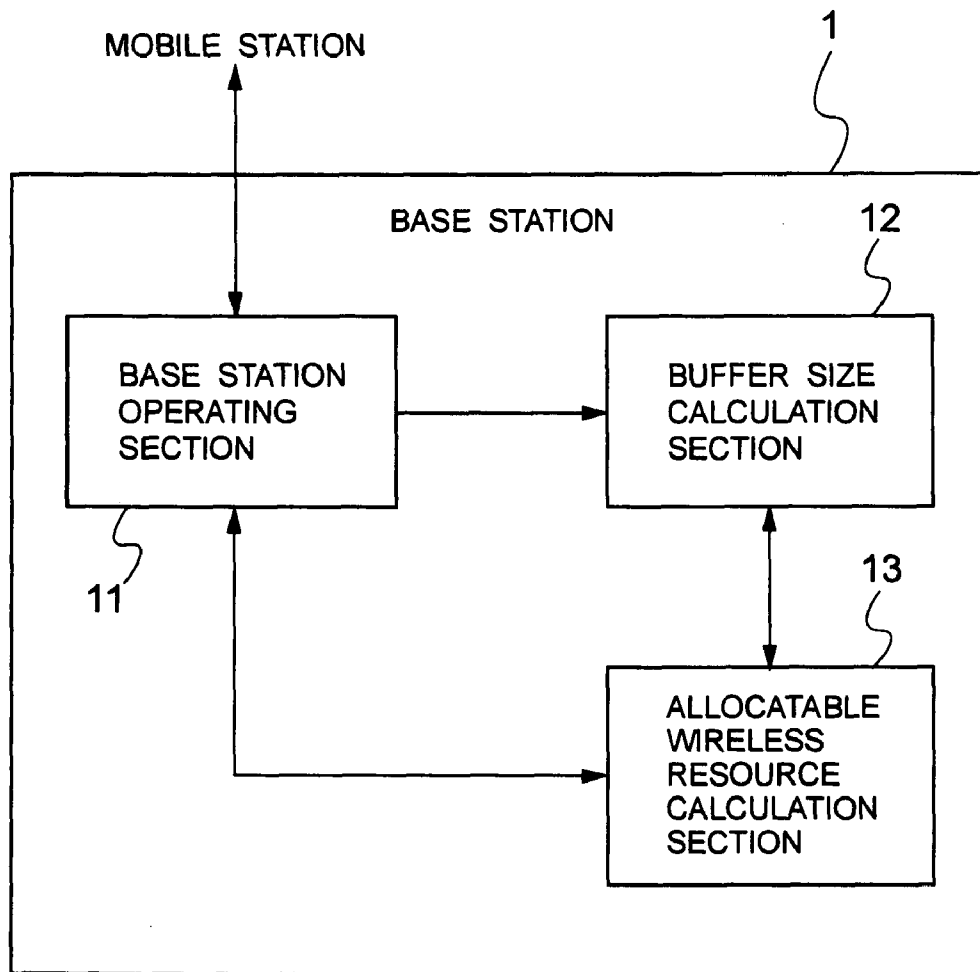 1
MOBILE STATION
BASE STATION
12
BASE STATION
OPERATING
SECTION
BUFFER SIZE
CALCULATION
SECTION
11
13
ALLOCATABLE
WIRELESS
RESOURCE
CALCULATION
SECTION